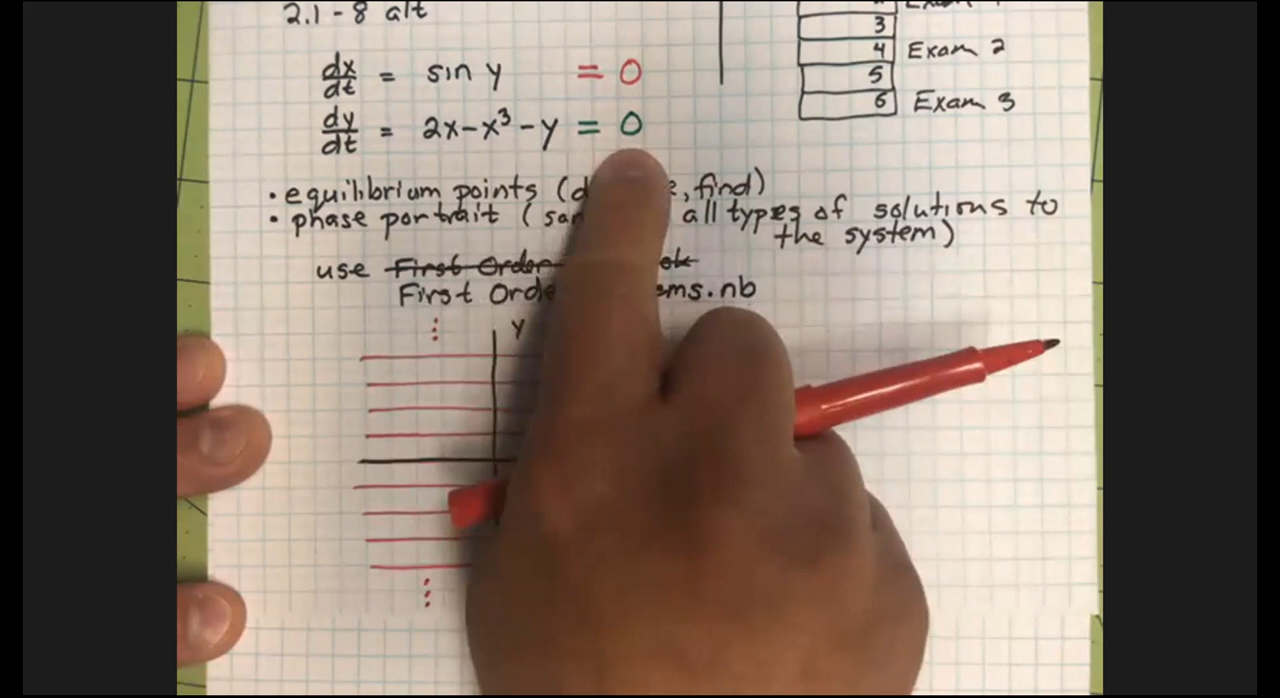 2.1 - 8 alt
dx/dt = sin y = 0
dy/dt = 2x-x³-y = 0
3
4 Exam 2
5
6 Exam 3
• equilibrium points (d , find)
• phase portrait ( all types of solutions to
the system)
use First Order
First Orde ems.nb
⋮
y
⋮